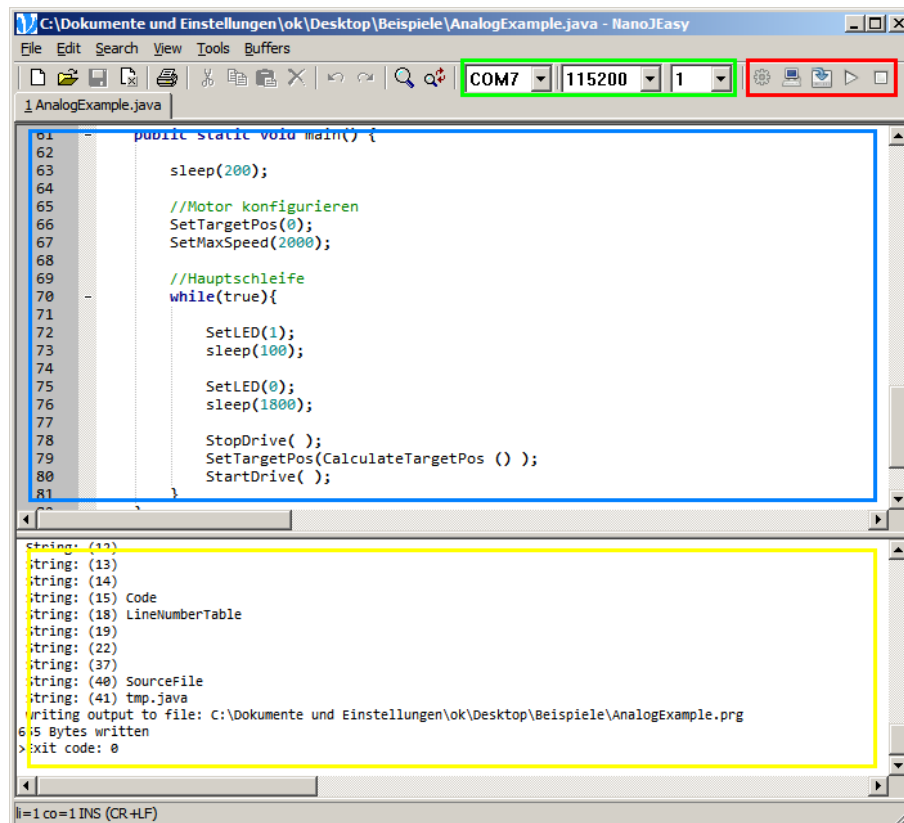 C:\Dokumente und Einstellungen\ok\Desktop\Beispiele\AnalogExample.java - NanoJEasy
File Edit Search View Tools Buffers
COM7 115200 1
1 AnalogExample.java
61 public static void main() {
62
63 sleep(200);
64
65 //Motor konfigurieren
66 SetTargetPos(0);
67 SetMaxSpeed(2000);
68
69 //Hauptschleife
70 while(true){
71
72 SetLED(1);
73 sleep(100);
74
75 SetLED(0);
76 sleep(1800);
77
78 StopDrive( );
79 SetTargetPos(CalculateTargetPos () );
80 StartDrive( );
81 }
String: (12)
String: (13)
String: (14)
String: (15) Code
String: (18) LineNumberTable
String: (19)
String: (22)
String: (37)
String: (40) SourceFile
String: (41) tmp.java
writing output to file: C:\Dokumente und Einstellungen\ok\Desktop\Beispiele\AnalogExample.prg
Bytes written
>Exit code: 0
li=1 co=1 INS (CR+LF)